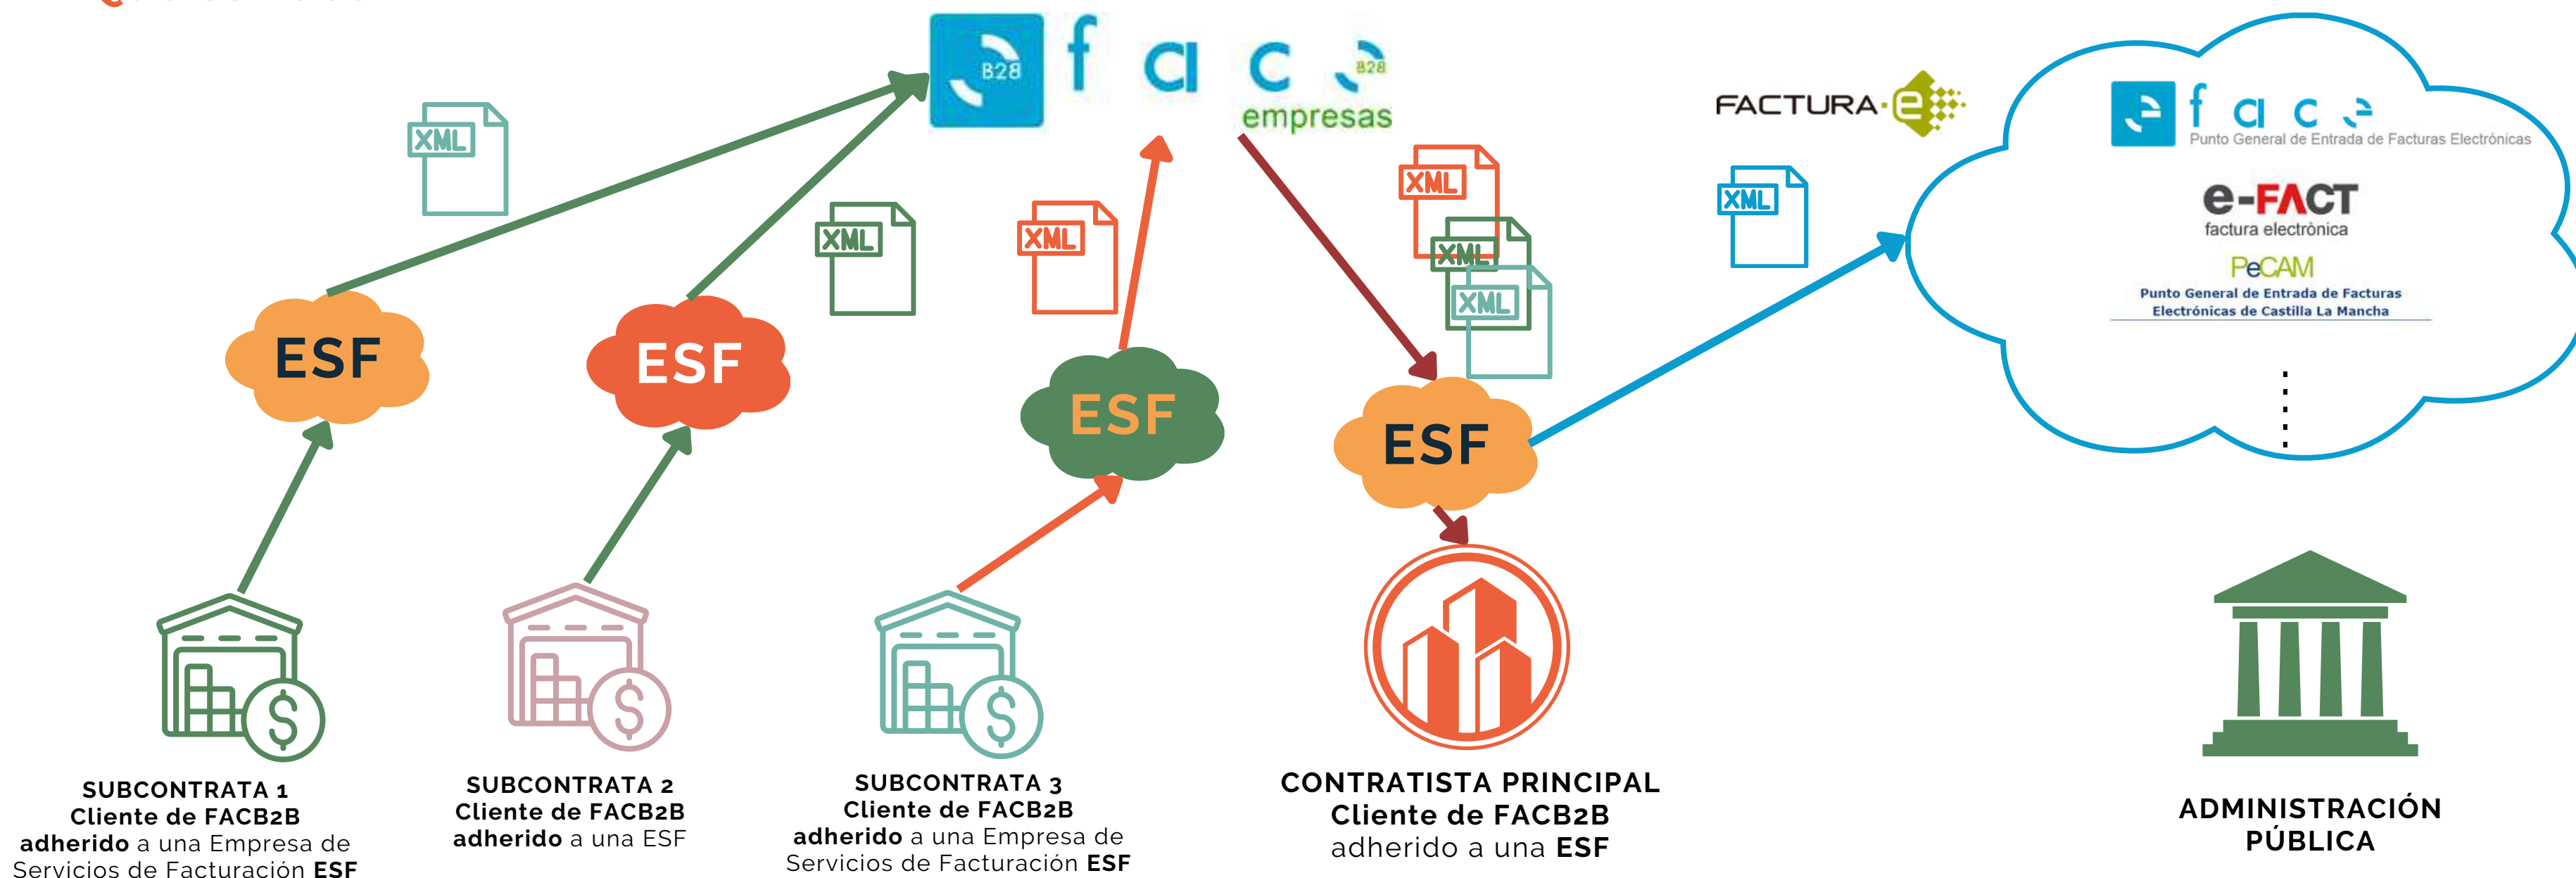 B2B
face
B2B
empresas
FACTURA-e
face
Punto General de Entrada de Facturas Electrónicas
e-FACT
factura electrònica
PeCAM
Punto General de Entrada de Facturas
Electrónicas de Castilla La Mancha
XML
XML
XML
XML
XML
XML
XML
ESF
ESF
ESF
ESF
SUBCONTRATA 1
Cliente de FACB2B
adherido a una Empresa de
Servicios de Facturación ESF
SUBCONTRATA 2
Cliente de FACB2B
adherido a una ESF
SUBCONTRATA 3
Cliente de FACB2B
adherido a una Empresa de
Servicios de Facturación ESF
CONTRATISTA PRINCIPAL
Cliente de FACB2B
adherido a una ESF
ADMINISTRACIÓN
PÚBLICA